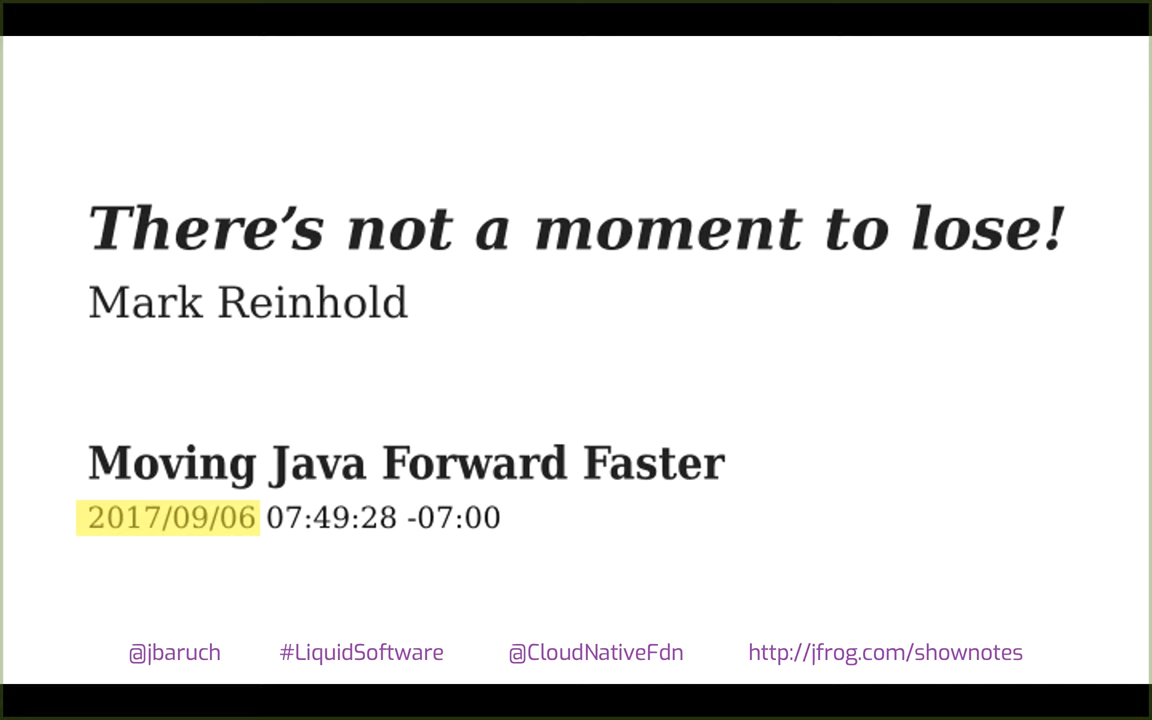 There’s not a moment to lose!
Mark Reinhold
Moving Java Forward Faster
2017/09/06 07:49:28 -07:00
@jbaruch #LiquidSoftware @CloudNativeFdn http://jfrog.com/shownotes